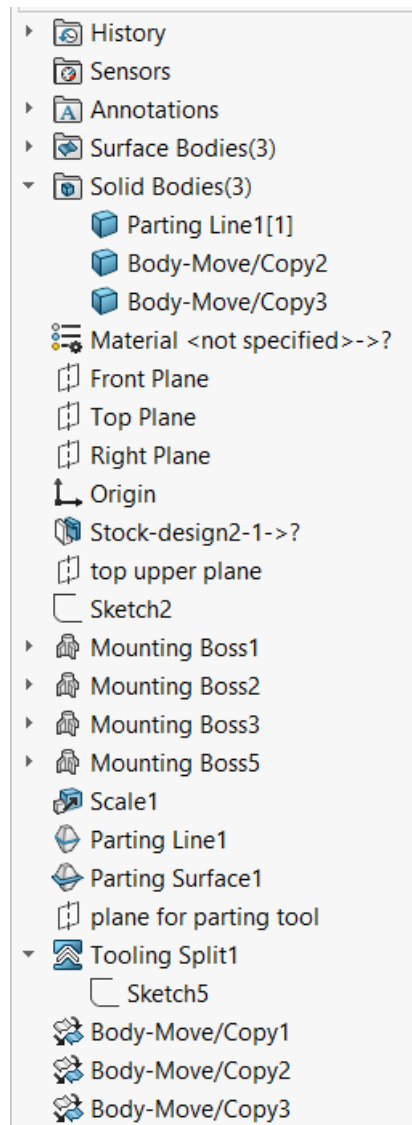 History
Sensors
Annotations
Surface Bodies(3)
Solid Bodies(3)
Parting Line1[1]
Body-Move/Copy2
Body-Move/Copy3
Material <not specified>->?
Front Plane
Top Plane
Right Plane
Origin
Stock-design2-1->?
top upper plane
Sketch2
Mounting Boss1
Mounting Boss2
Mounting Boss3
Mounting Boss5
Scale1
Parting Line1
Parting Surface1
plane for parting tool
Tooling Split1
Sketch5
Body-Move/Copy1
Body-Move/Copy2
Body-Move/Copy3